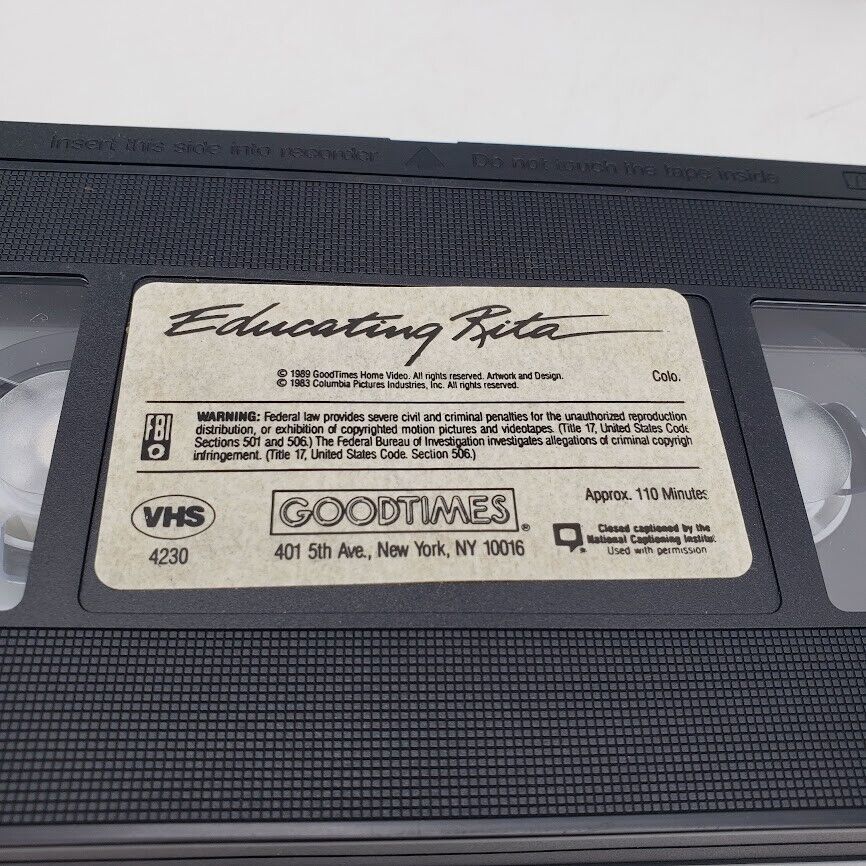 Insert this side into recorder Do not touch the tape inside
Educating Rita
© 1989 GoodTimes Home Video. All rights reserved. Artwork and Design.
© 1983 Columbia Pictures Industries, Inc. All rights reserved.
Colo.
FBI
WARNING: Federal law provides severe civil and criminal penalties for the unauthorized reproduction
distribution, or exhibition of copyrighted motion pictures and videotapes. (Title 17, United States Code
Sections 501 and 506.) The Federal Bureau of Investigation investigates allegations of criminal copyrigh
infringement. (Title 17, United States Code. Section 506.)
VHS
4230
GOODTIMES®
401 5th Ave., New York, NY 10016
Approx. 110 Minutes
Closed captioned by the
National Captioning Institut
Used with permission